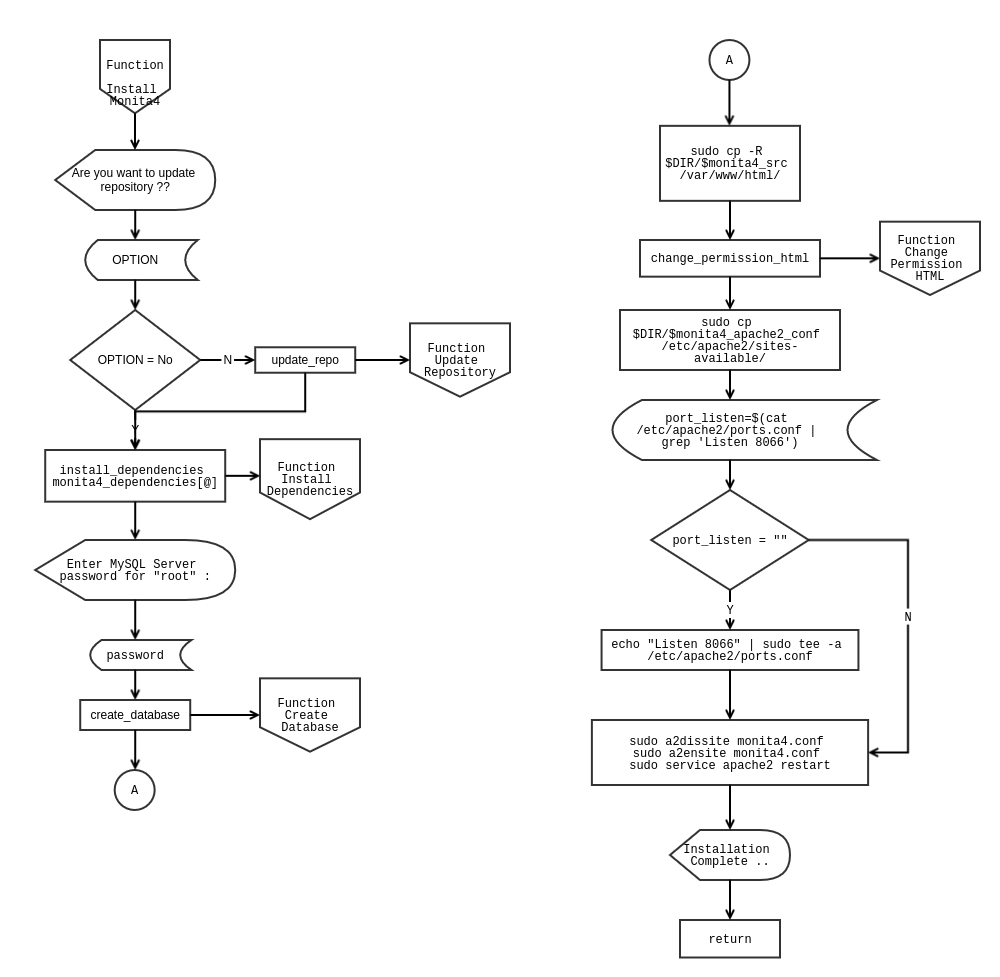 Function
Install
Monita4
Are you want to update
repository ??
OPTION
OPTION = No
N
update_repo
Function
Update
Repository
Y
install_dependencies
monita4_dependencies[@]
Function
Install
Dependencies
Enter MySQL Server
password for "root" :
password
create_database
Function
Create
Database
A
A
sudo cp -R
$DIR/$monita4_src
/var/www/html/
change_permission_html
Function
Change
Permission
HTML
sudo cp
$DIR/$monita4_apache2_conf
/etc/apache2/sites-
available/
port_listen=$(cat
/etc/apache2/ports.conf |
grep 'Listen 8066')
port_listen = ""
Y
N
echo "Listen 8066" | sudo tee -a
/etc/apache2/ports.conf
sudo a2dissite monita4.conf
sudo a2ensite monita4.conf
sudo service apache2 restart
Installation
Complete ..
return